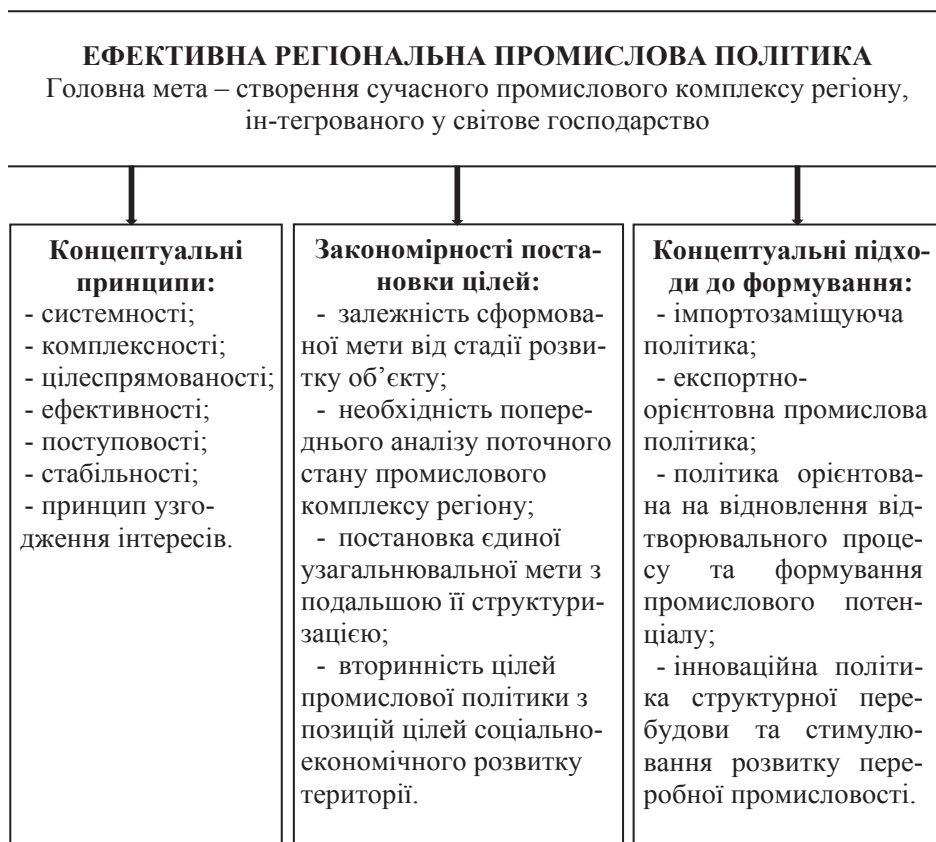 ЕФЕКТИВНА РЕГІОНАЛЬНА ПРОМИСЛОВА ПОЛІТИКА
Головна мета – створення сучасного промислового комплексу регіону,
ін-тегрованого у світове господарство
Концептуальні
принципи:
- системності;
- комплексності;
- цілеспрямованості;
- ефективності;
- поступовості;
- стабільності;
- принцип узго-
дження інтересів.
Закономірності поста-
новки цілей:
- залежність сформова-
ної мети від стадії розви-
тку об’єкту;
- необхідність попере-
днього аналізу поточного
стану промислового
комплексу регіону;
- постановка єдиної
узагальнювальної мети з
подальшою її структури-
зацією;
- вторинність цілей
промислової політики з
позицій цілей соціально-
економічного розвитку
території.
Концептуальні підхо-
ди до формування:
- імпортозаміщуюча
політика;
- експортно-
орієнтовна промислова
політика;
- політика орієнтова-
на на відновлення від-
творювального проце-
су та формування
промислового потен-
ціалу;
- інноваційна політи-
ка структурної пере-
будови та стимулю-
вання розвитку пере-
робної промисловості.